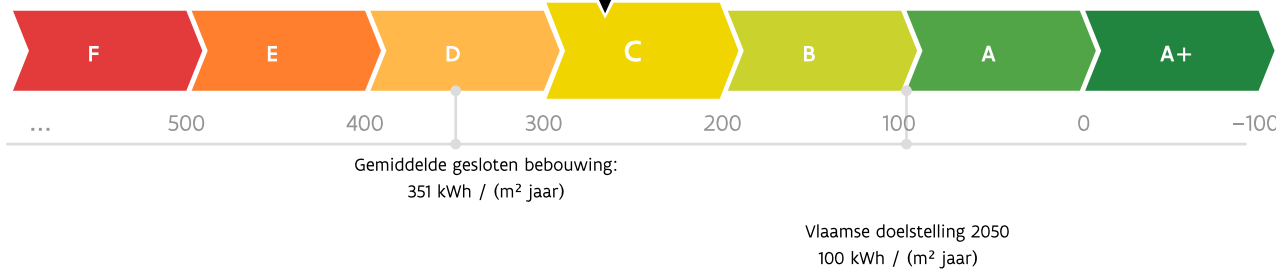 F E D C B A A+
... 500 400 300 200 100 0 −100
Gemiddelde gesloten bebouwing:
351 kWh / (m² jaar)
Vlaamse doelstelling 2050
100 kWh / (m² jaar)